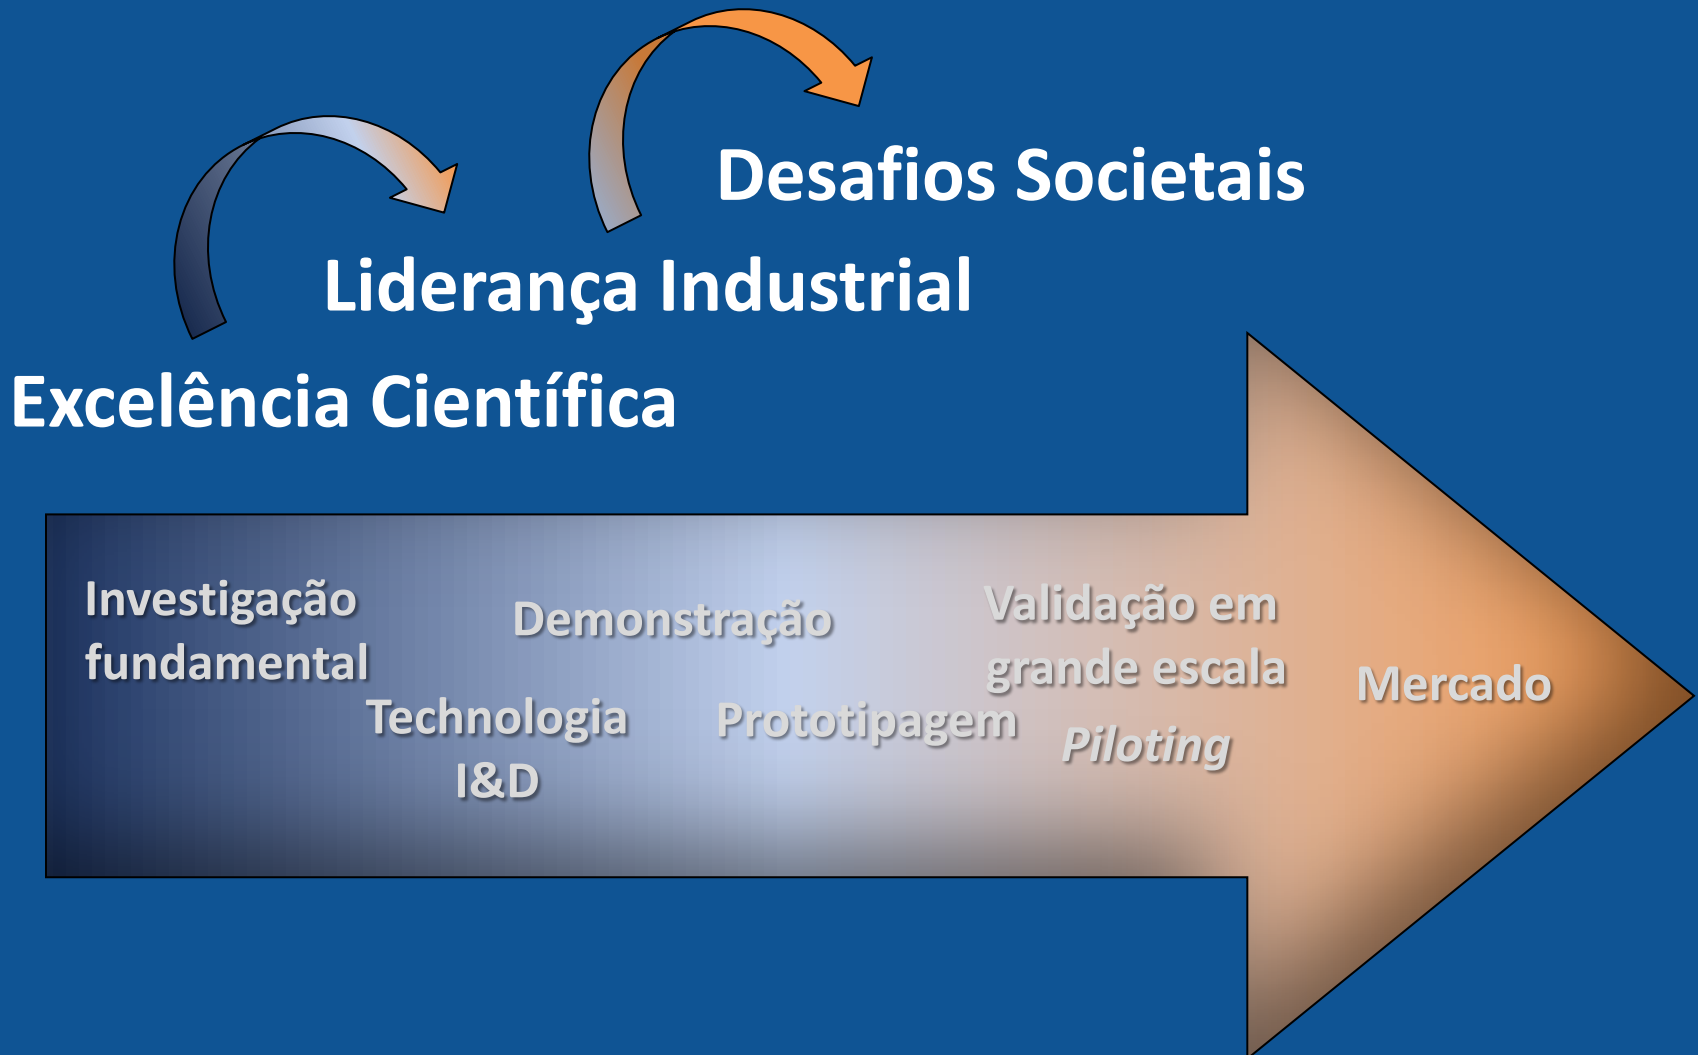 Desafios Societais
Liderança Industrial
Excelência Científica
Investigação
fundamental
Technologia
I&D
Demonstração
Prototipagem
Validação em
grande escala
Piloting
Mercado